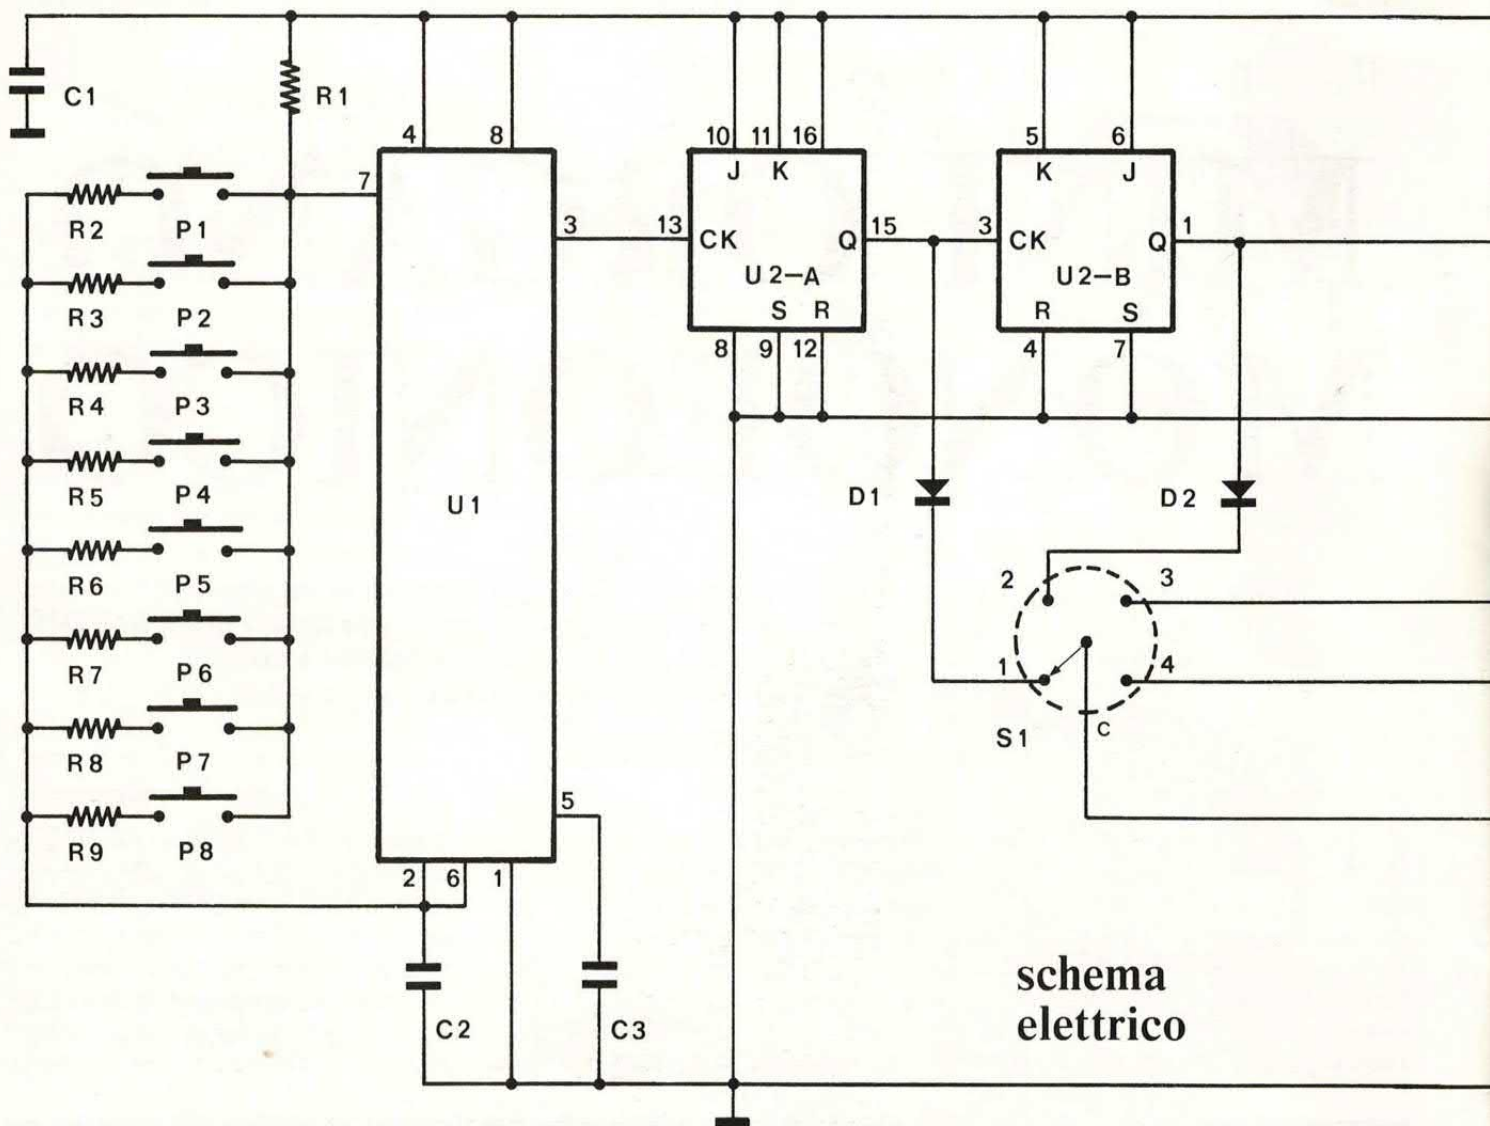 C1
R1
4 8
10 11 16
5 6
J K
K J
7
R2 P1
3 13 CK Q 15
3 CK Q 1
U2-A
U2-B
S R
R S
R3 P2
8 9 12
4 7
R4 P3
R5 P4
U1
D1
D2
R6 P5
2 3
R7 P6
1 4
S1 C
R8 P7
5
R9 P8
2 6 1
C2 C3
schema
elettrico